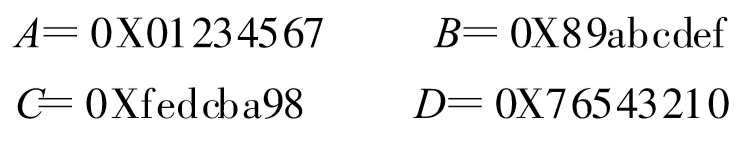 A= 0X01234567 B= 0X89abcdef
C= 0Xfedcba98 D= 0X76543210